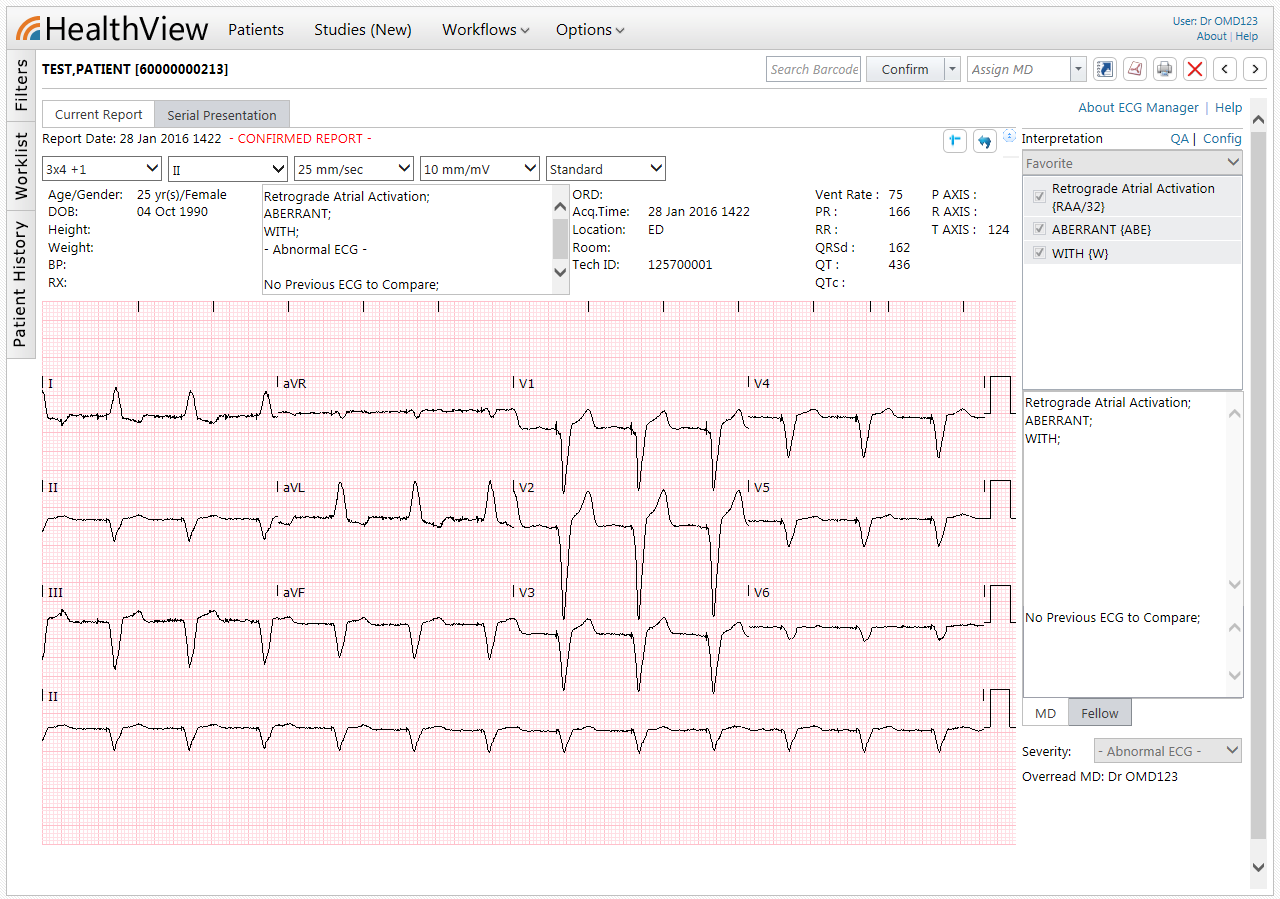 HealthView
Patients
Studies (New)
Workflows
Options
User: Dr OMD123
About | Help
Filters
Worklist
Patient History
TEST,PATIENT [60000000213]
Search Barcode
Confirm
Assign MD
Current Report
Serial Presentation
About ECG Manager | Help
Report Date: 28 Jan 2016 1422 - CONFIRMED REPORT -
Interpretation
QA | Config
3x4 +1
II
25 mm/sec
10 mm/mV
Standard
Favorite
Age/Gender: 25 yr(s)/Female
DOB: 04 Oct 1990
Height:
Weight:
BP:
RX:
Retrograde Atrial Activation;
ABERRANT;
WITH;
- Abnormal ECG -
No Previous ECG to Compare;
ORD:
Acq.Time: 28 Jan 2016 1422
Location: ED
Room:
Tech ID: 125700001
Vent Rate : 75
PR : 166
RR :
QRSd : 162
QT : 436
QTc :
P AXIS :
R AXIS :
T AXIS : 124
Retrograde Atrial Activation
{RAA/32}
ABERRANT {ABE}
WITH {W}
I
aVR
V1
V4
II
aVL
V2
V5
III
aVF
V3
V6
II
Retrograde Atrial Activation;
ABERRANT;
WITH;
No Previous ECG to Compare;
MD
Fellow
Severity: - Abnormal ECG -
Overread MD: Dr OMD123